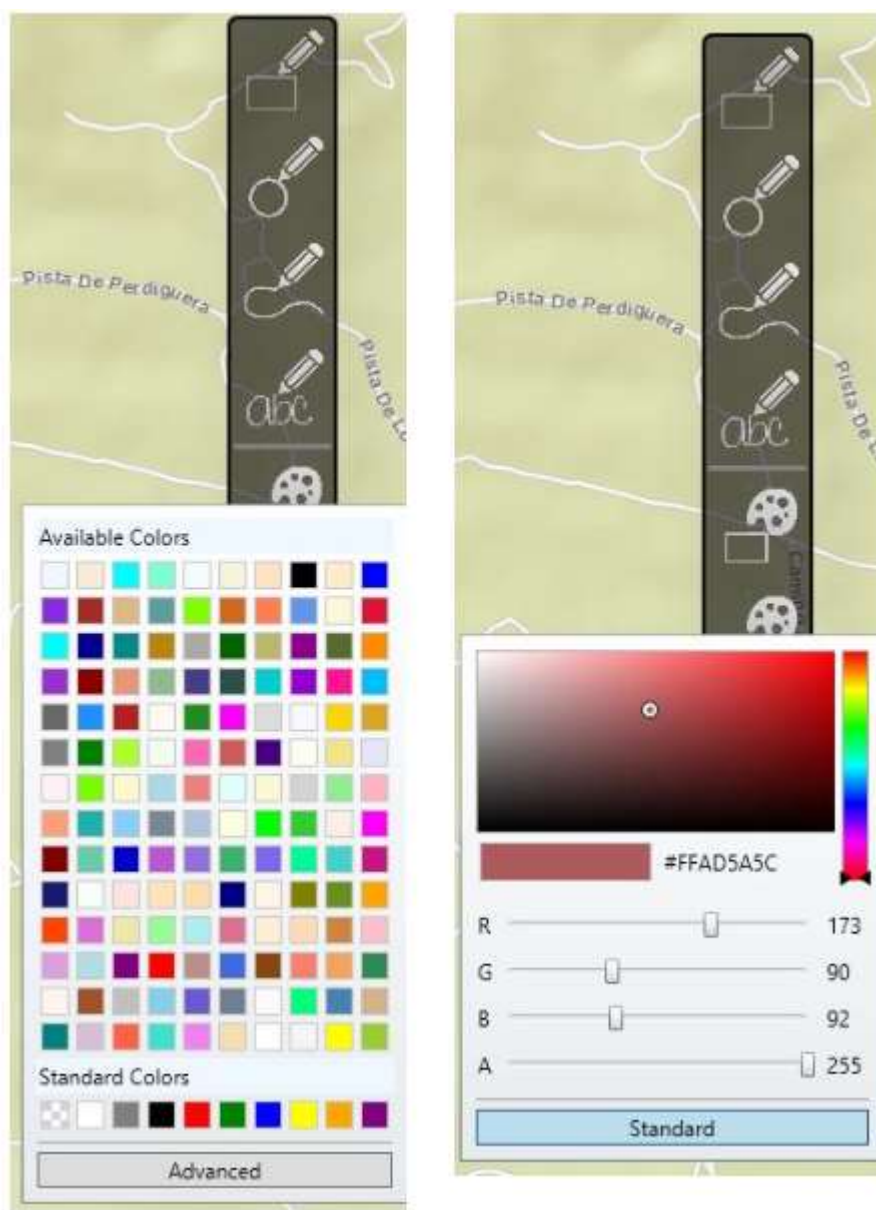 abc
Pista De Perdiguera
Pista De
Available Colors
Standard Colors
Advanced
abc
Pista De Perdiguera
Pista De
#FFAD5A5C
R 173
G 90
B 92
A 255
Standard